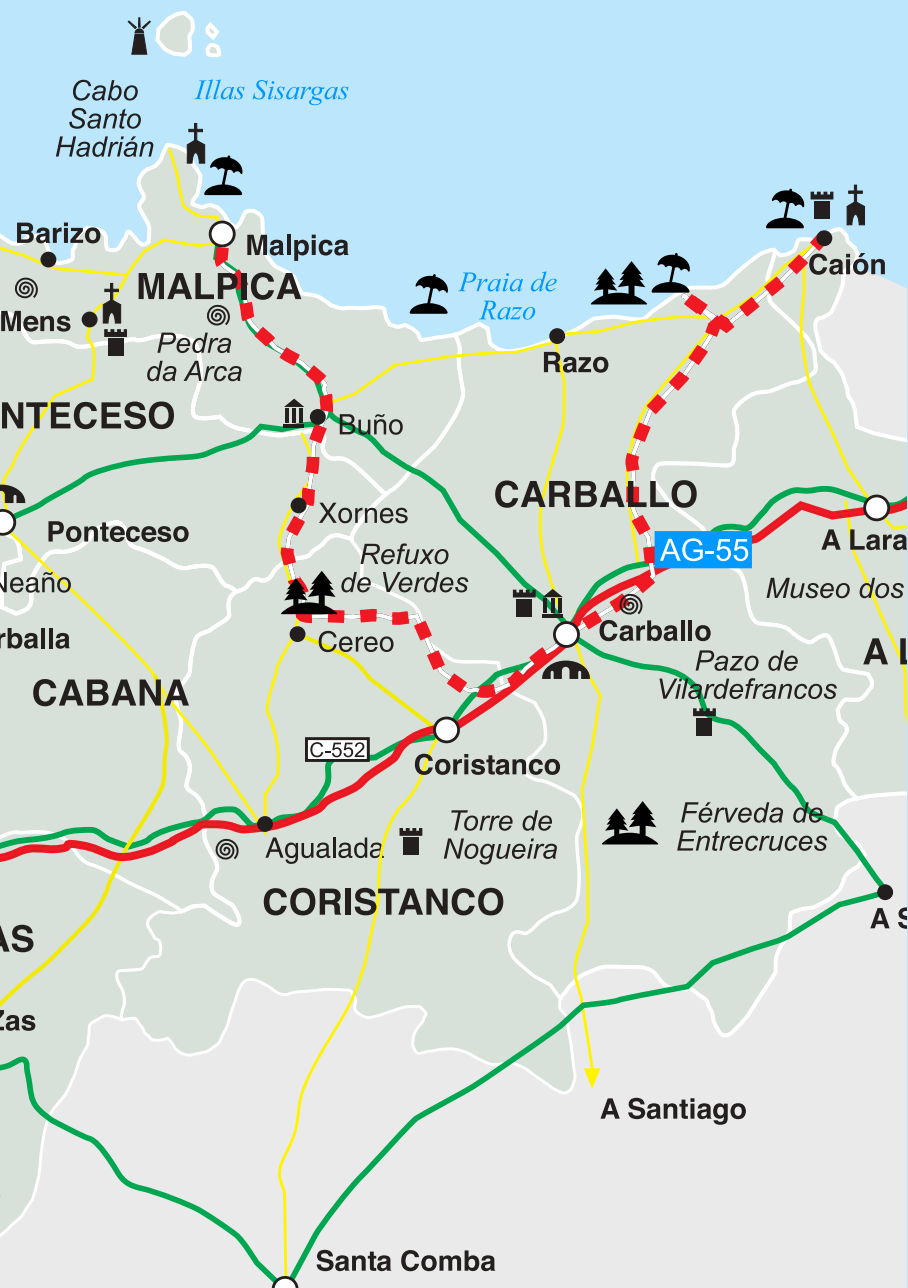 Cabo
Santo
Hadrián
Illas Sisargas
Barizo
Malpica
Caión
MALPICA
Praia de
Razo
Mens
Pedra
da Arca
Razo
NTECESO
Buño
CARBALLO
Xornes
Ponteceso
AG-55
A Lara
Refuxo
de Verdes
Neaño
Museo dos
rballa
Cereo
Carballo
A L
CABANA
Pazo de
Vilardefrancos
C-552
Coristanco
Agualada
Torre de
Nogueira
Férveda de
Entrecruces
CORISTANCO
A S
AS
Zas
A Santiago
Santa Comba